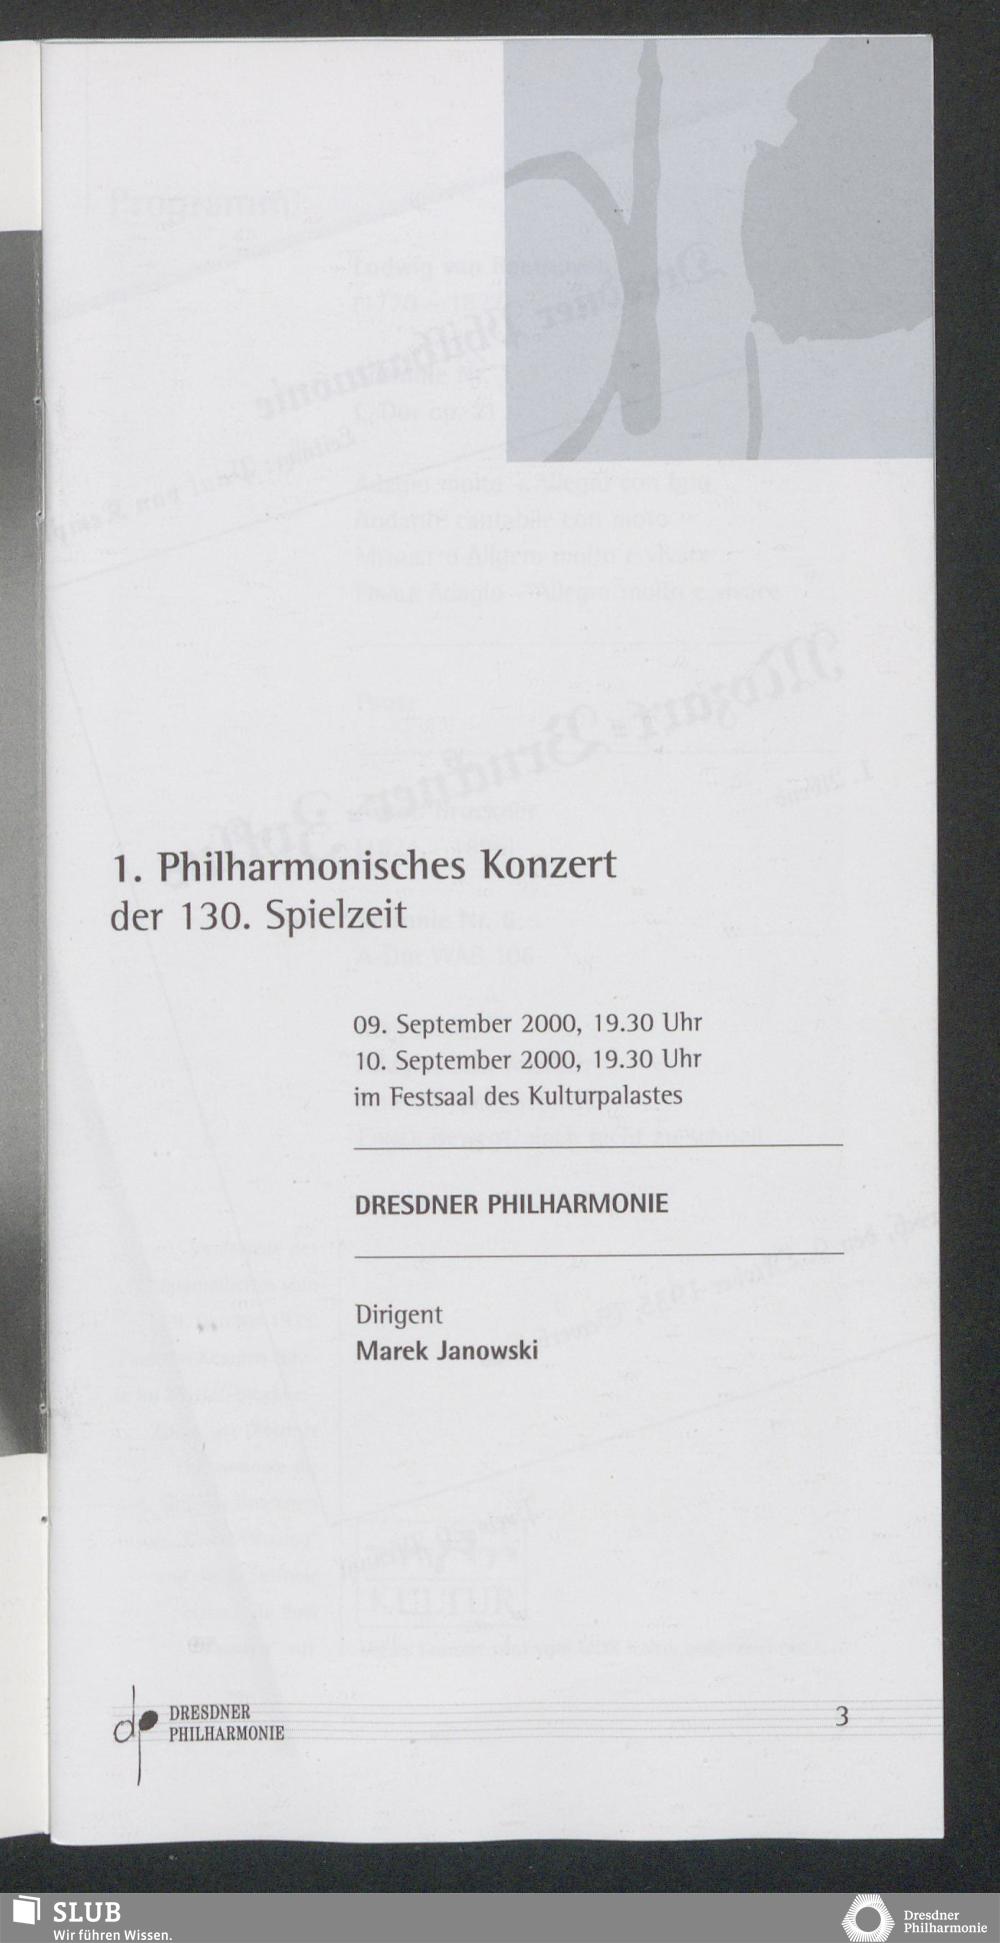 1. Philharmonisches Konzert
der 130. Spielzeit
09. September 2000, 19.30 Uhr
10. September 2000, 19.30 Uhr
im Festsaal des Kulturpalastes
DRESDNER PHILHARMONIE
Dirigent
Marek Janowski
dp DRESDNER
PHILHARMONIE
3
SLUB
Wir führen Wissen.
Dresdner
Philharmonie